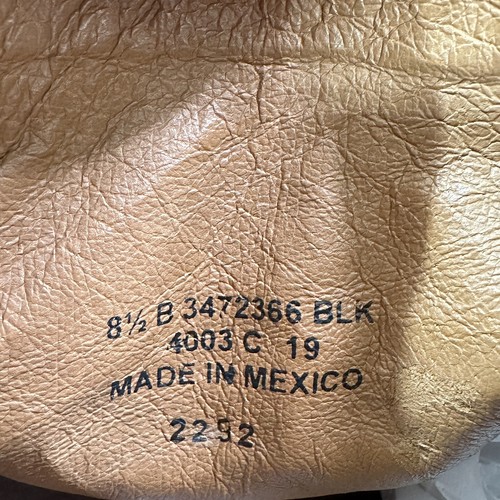 8½ B 3472366 BLK
4003 C 19
MADE IN MEXICO
2292